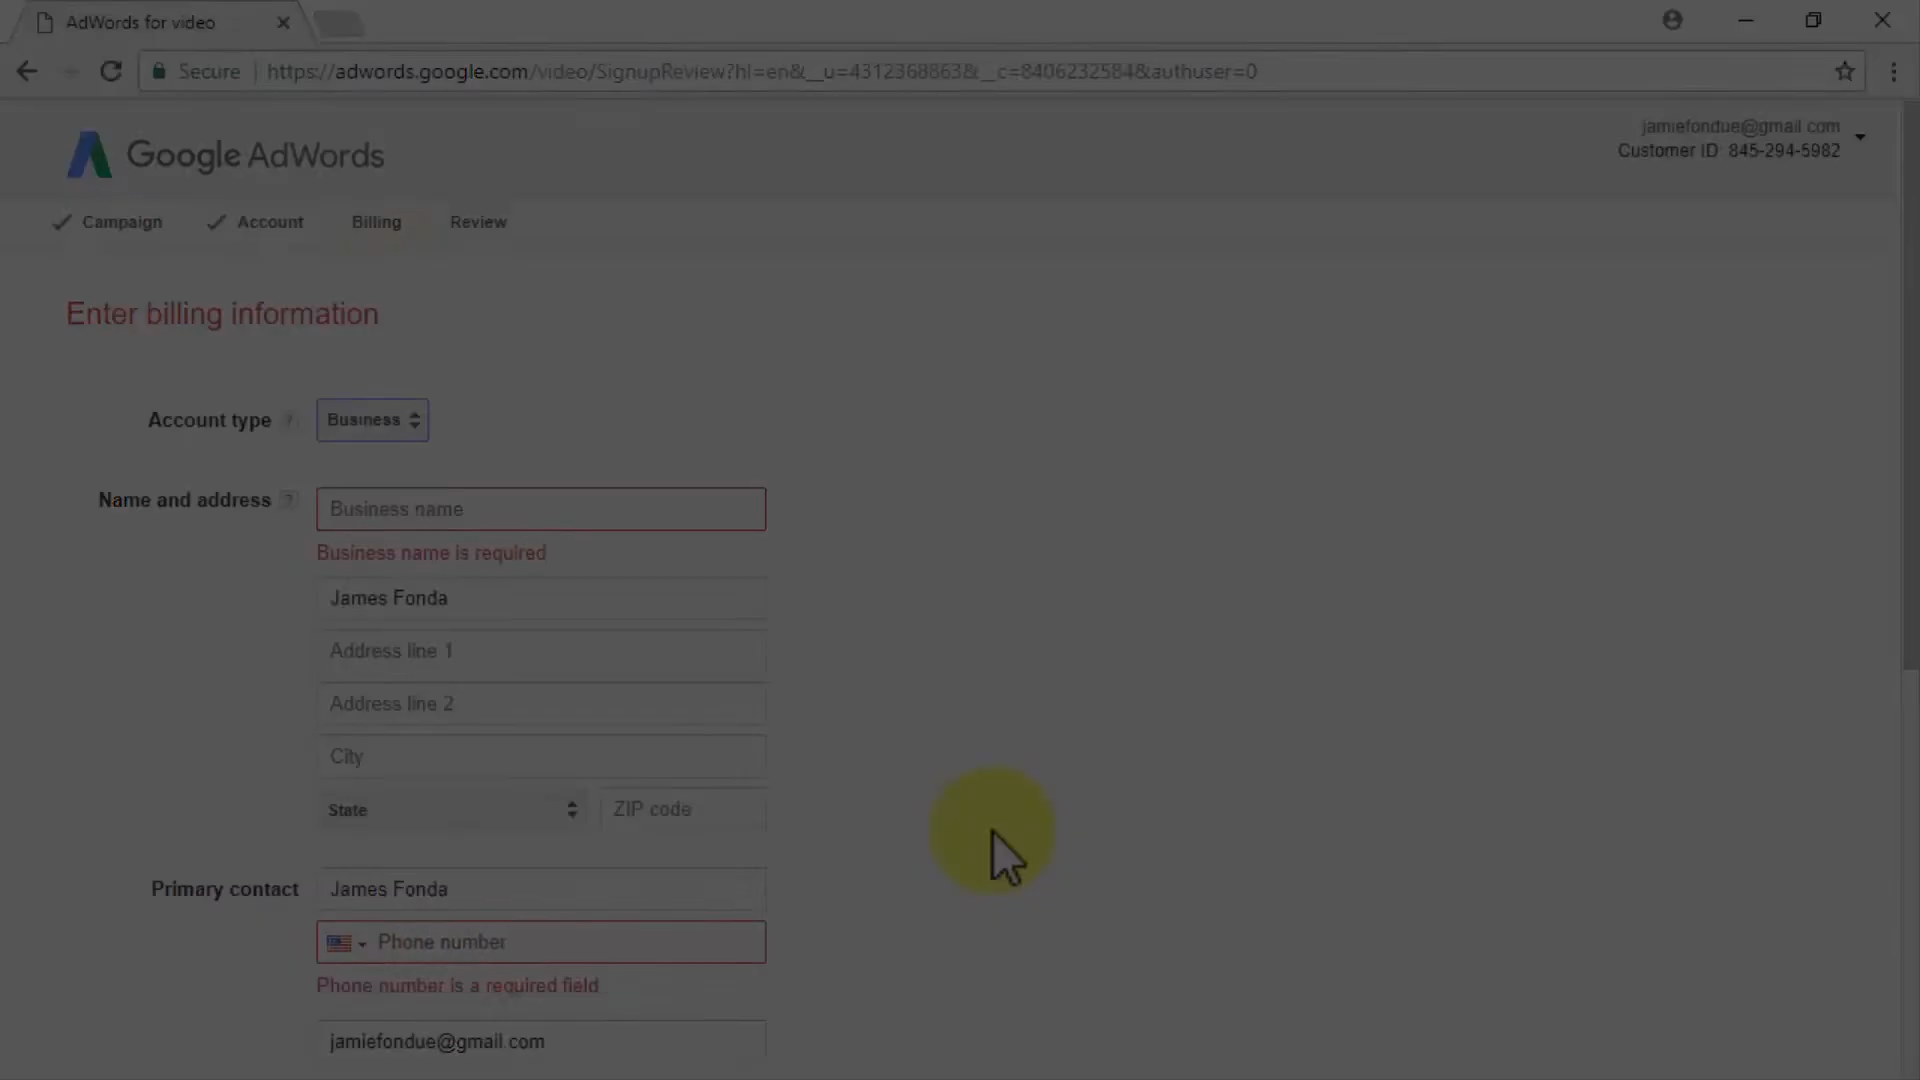 AdWords for video
Secure https://adwords.google.com/video/SignupReview?hl=en&__u=4312368863&__c=8406232584&authuser=0
jamiefondue@gmail.com
Google AdWords
Customer ID: 845-294-5982
Campaign Account Billing Review
Enter billing information
Account type ? Business
Name and address ? Business name
Business name is required
James Fonda
Address line 1
Address line 2
City
State ZIP code
Primary contact James Fonda
Phone number
Phone number is a required field
jamiefondue@gmail.com